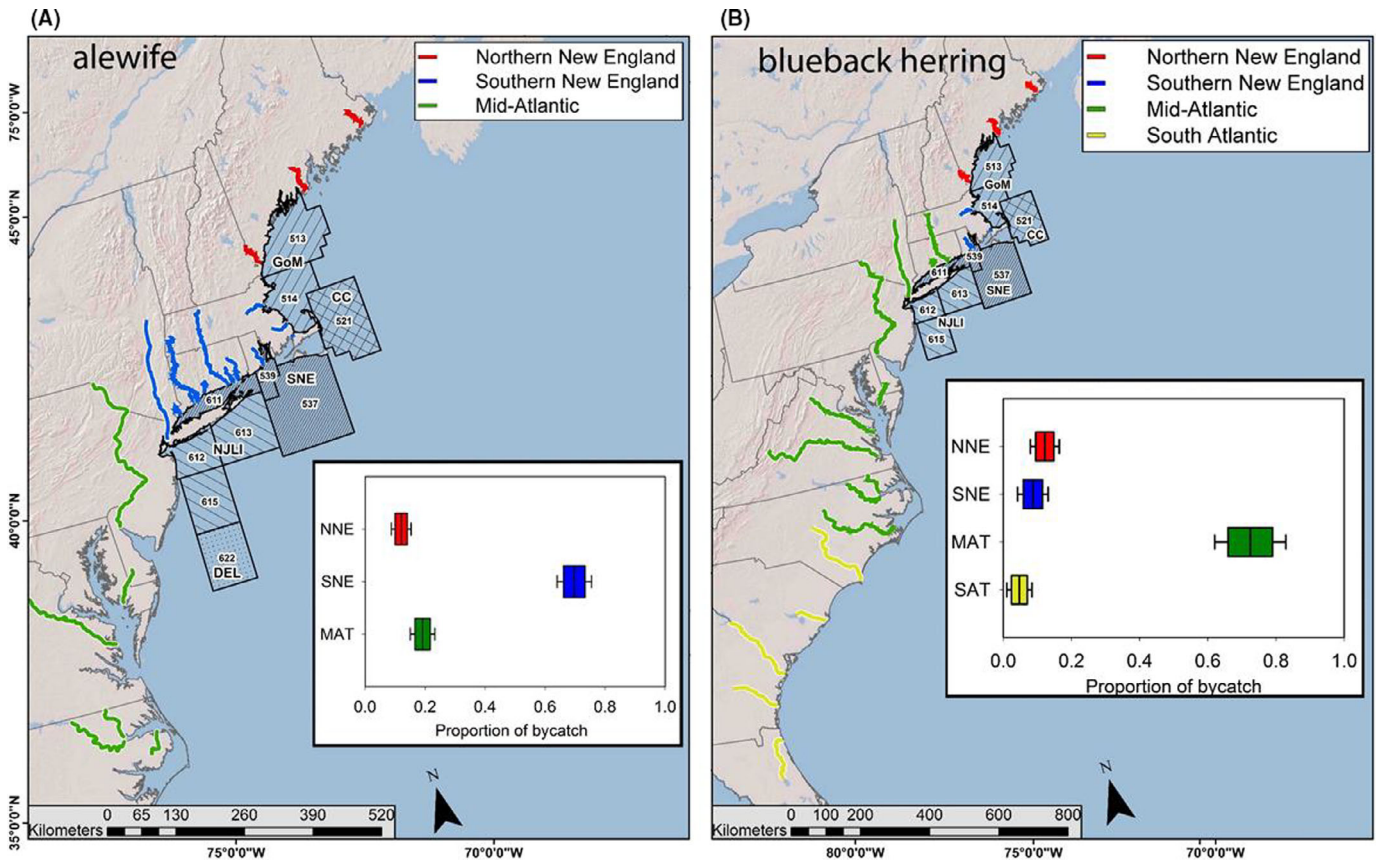 (A)
alewife
Northern New England
Southern New England
Mid-Atlantic
75°0'0"W
45°0'0"N
40°0'0"N
35°0'0"N
513
GoM
514
CC
521
539
SNE
537
611
613
NJLI
612
615
622
DEL
NNE
SNE
MAT
0.0 0.2 0.4 0.6 0.8 1.0
Proportion of bycatch
N
0 65 130 260 390 520
Kilometers
75°0'0"W 70°0'0"W
(B)
blueback herring
Northern New England
Southern New England
Mid-Atlantic
South Atlantic
513
GoM
514
521
CC
539
611
537
SNE
613
612
NJLI
615
NNE
SNE
MAT
SAT
0.0 0.2 0.4 0.6 0.8 1.0
Proportion of bycatch
N
0 100 200 400 600 800
Kilometers
80°0'0"W 75°0'0"W 70°0'0"W